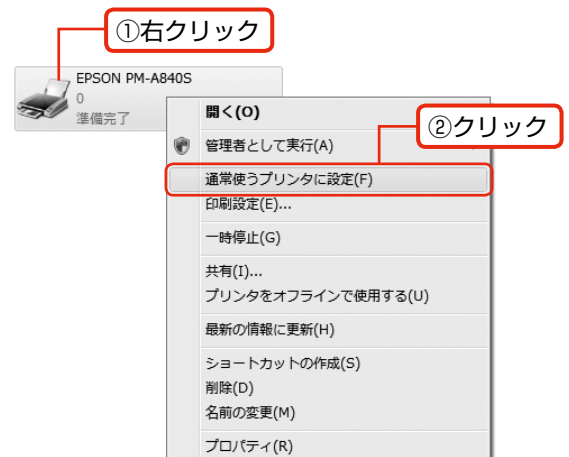 ①右クリック
EPSON PM-A840S
0
準備完了
開く(O)
②クリック
管理者として実行(A)
通常使うプリンタに設定(F)
印刷設定(E)...
一時停止(G)
共有(I)...
プリンタをオフラインで使用する(U)
最新の情報に更新(H)
ショートカットの作成(S)
削除(D)
名前の変更(M)
プロパティ(R)